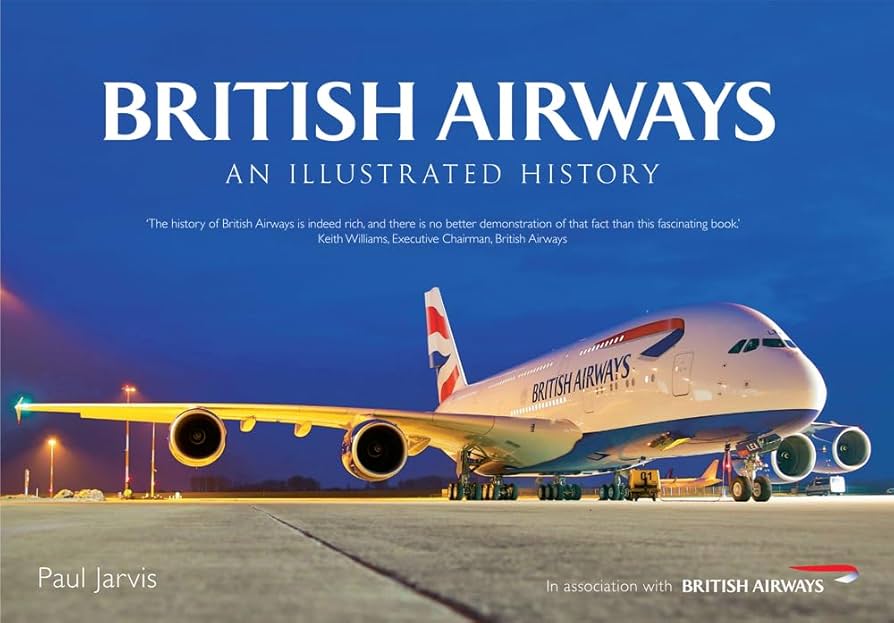 BRITISH AIRWAYS
AN ILLUSTRATED HISTORY
‘The history of British Airways is indeed rich, and there is no better demonstration of that fact than this fascinating book.’
Keith Williams, Executive Chairman, British Airways
BRITISH AIRWAYS
01
Paul Jarvis
In association with BRITISH AIRWAYS